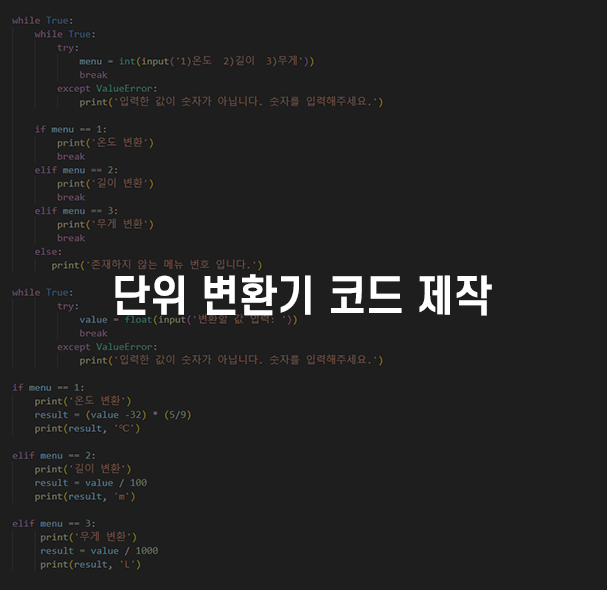 while True:
    while True:
        try:
            menu = int(input('1)온도  2)길이  3)무게'))
            break
        except ValueError:
            print('입력한 값이 숫자가 아닙니다. 숫자를 입력해주세요.')

    if menu == 1:
        print('온도 변환')
        break
    elif menu == 2:
        print('길이 변환')
        break
    elif menu == 3:
        print('무게 변환')
        break
    else:
       print('존재하지 않는 메뉴 번호 입니다.')
단위 변환기 코드 제작
while True:
        try:
            value = float(input('변환할 값 입력: '))
            break
        except ValueError:
            print('입력한 값이 숫자가 아닙니다. 숫자를 입력해주세요.')

if menu == 1:
    print('온도 변환')
    result = (value -32) * (5/9)
    print(result, '℃')

elif menu == 2:
    print('길이 변환')
    result = value / 100
    print(result, 'm')

elif menu == 3:
     print('무게 변환')
     result = value / 1000
     print(result, 'L')